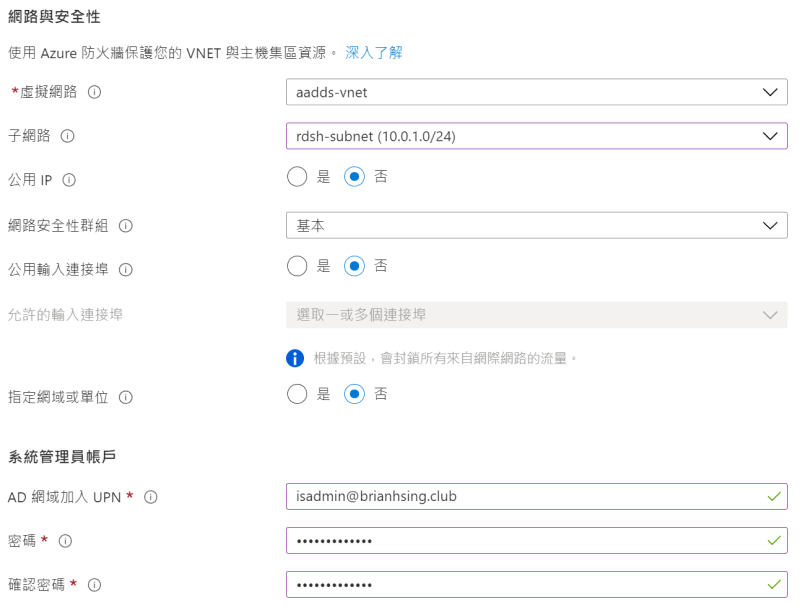 網路與安全性
使用 Azure 防火牆保護您的 VNET 與主機集區資源。 深入了解
*虛擬網路 aadds-vnet
子網路 rdsh-subnet (10.0.1.0/24)
公用 IP 是 否
網路安全性群組 基本
公用輸入連接埠 是 否
允許的輸入連接埠 選取一或多個連接埠
根據預設，會封鎖所有來自網際網路的流量。
指定網域或單位 是 否
系統管理員帳戶
AD 網域加入 UPN * isadmin@brianhsing.club
密碼 * •••••••••••••
確認密碼 * •••••••••••••